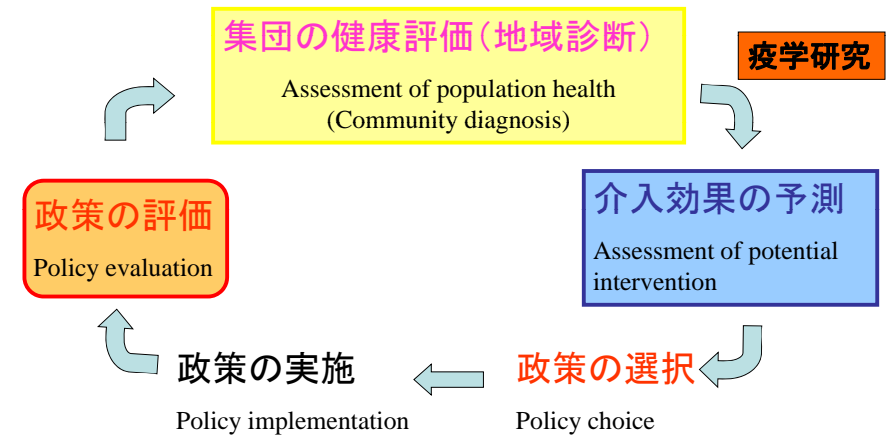 集団の健康評価（地域診断）
Assessment of population health
(Community diagnosis)
疫学研究
介入効果の予測
Assessment of potential
intervention
政策の選択
Policy choice
政策の実施
Policy implementation
政策の評価
Policy evaluation